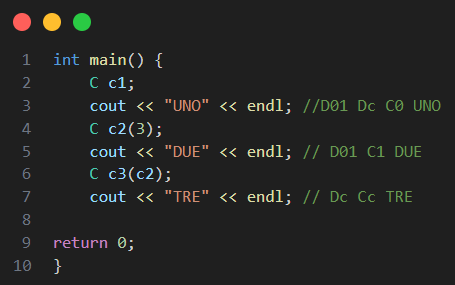 1 int main() {
2 C c1;
3 cout << "UNO" << endl; //D01 Dc C0 UNO
4 C c2(3);
5 cout << "DUE" << endl; // D01 C1 DUE
6 C c3(c2);
7 cout << "TRE" << endl; // Dc Cc TRE
8
9 return 0;
10 }